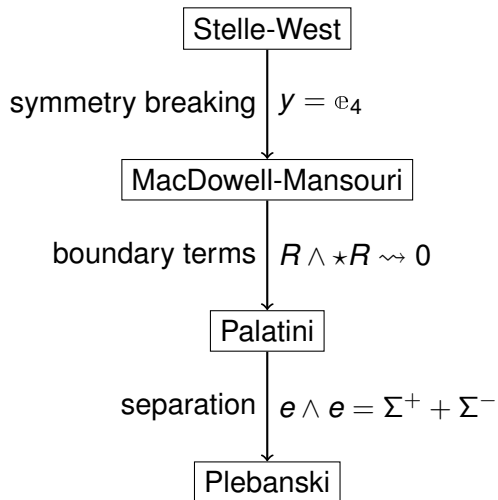 Stelle-West
symmetry breaking y = 𝕖₄
MacDowell-Mansouri
boundary terms R ∧ ⋆R ⇝ 0
Palatini
separation e ∧ e = Σ⁺ + Σ⁻
Plebanski